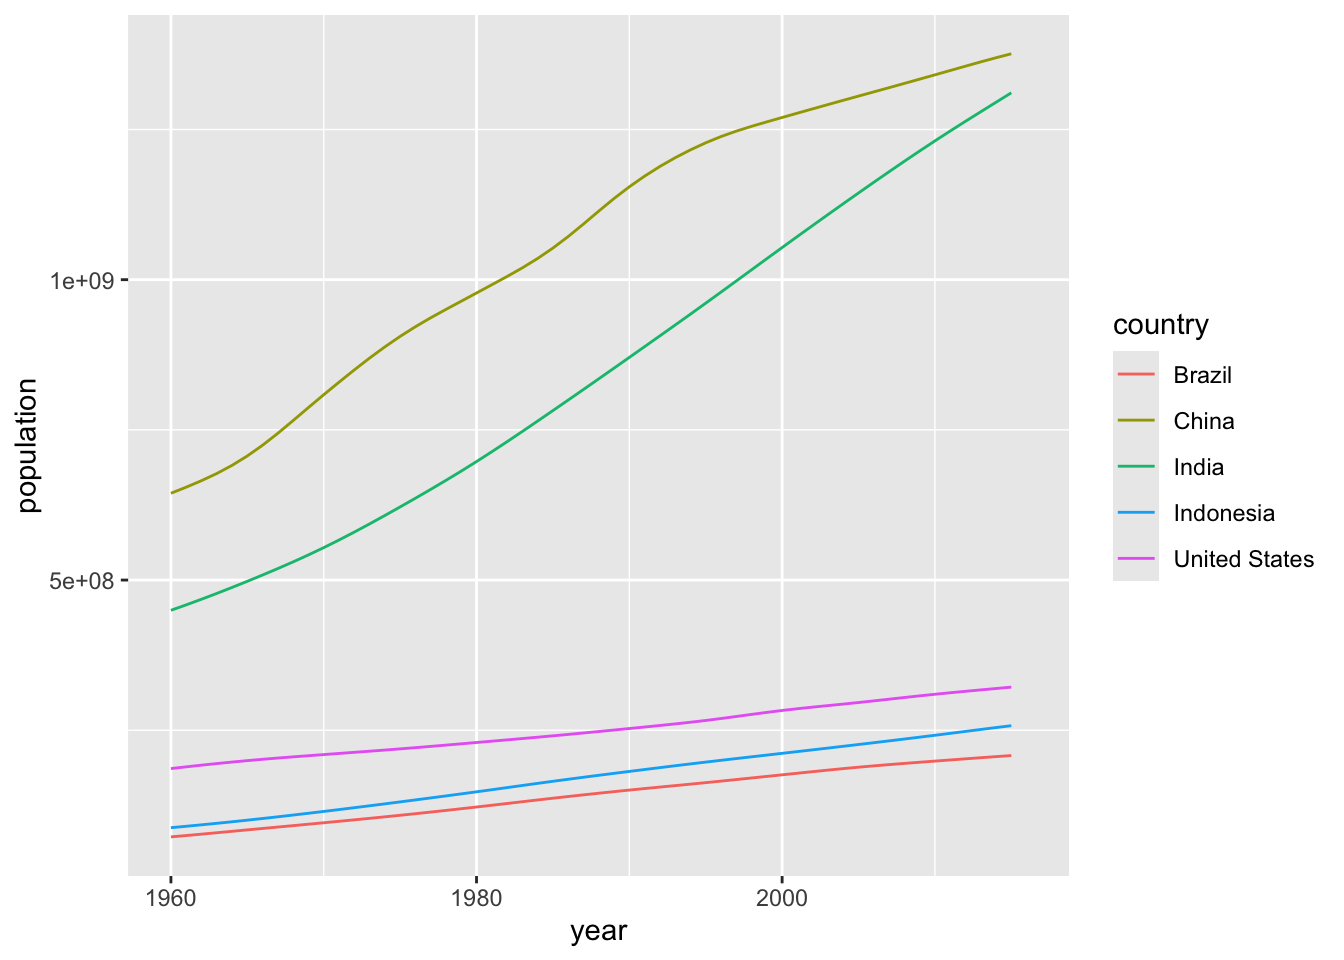 population
1e+09
5e+08
1960
1980
2000
year
country
Brazil
China
India
Indonesia
United States